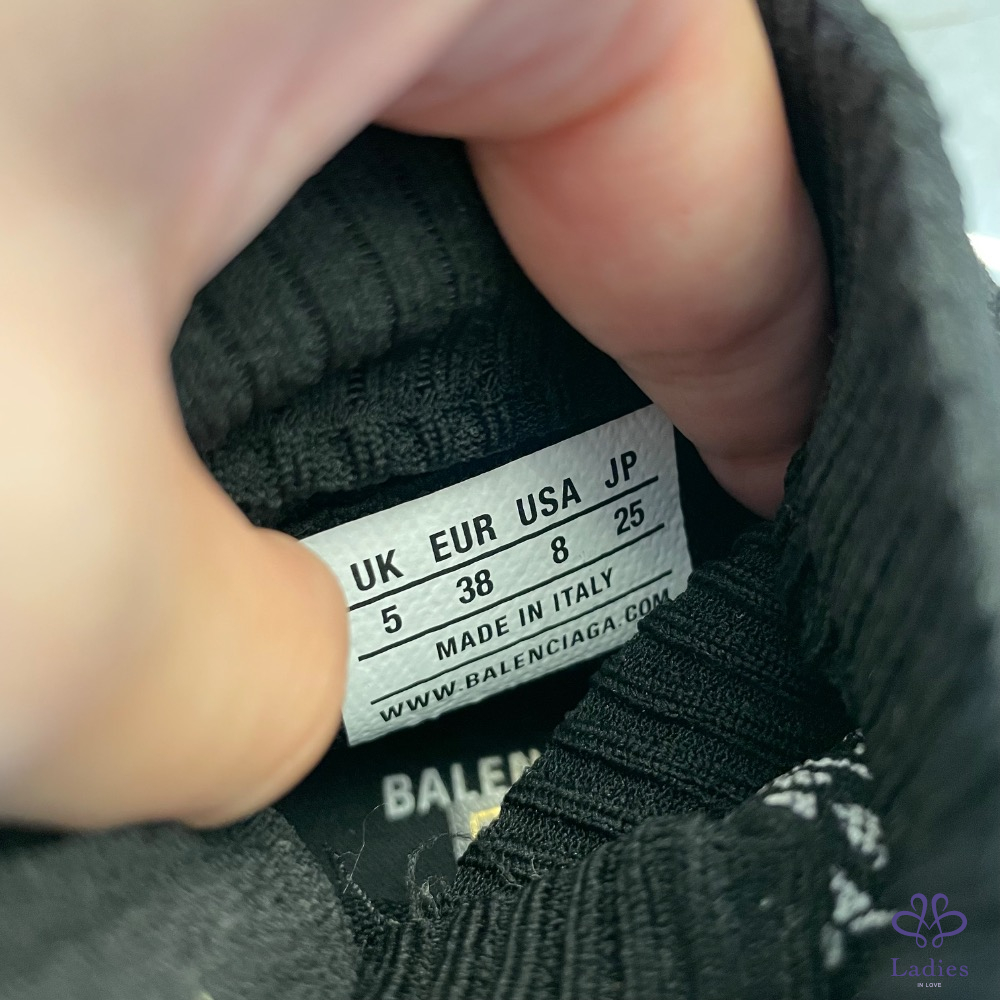 UK EUR USA JP
5 38 8 25
MADE IN ITALY
WWW.BALENCIAGA.COM
Ladies
IN LOVE